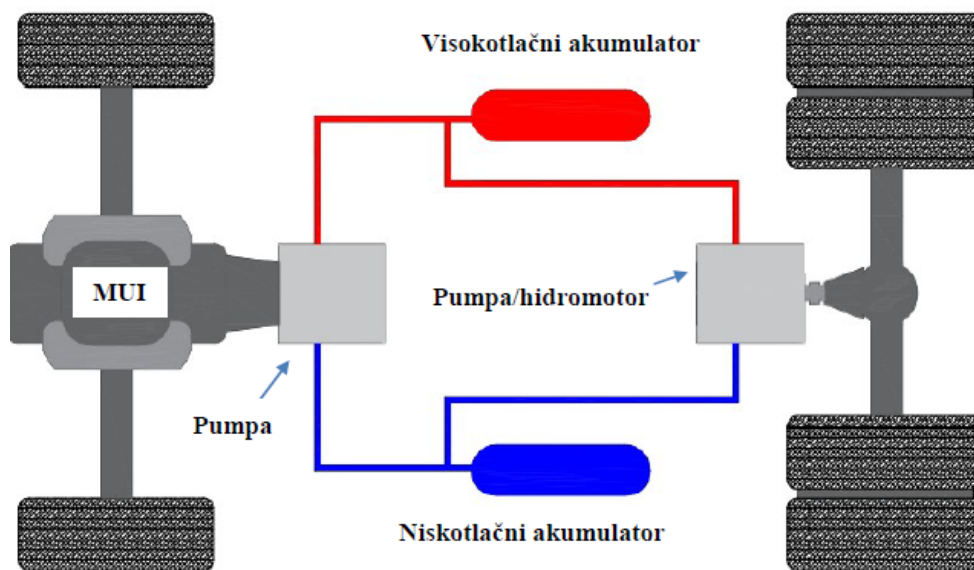 Visokotlačni akumulator
MUI
Pumpa/hidromotor
Pumpa
Niskotlačni akumulator